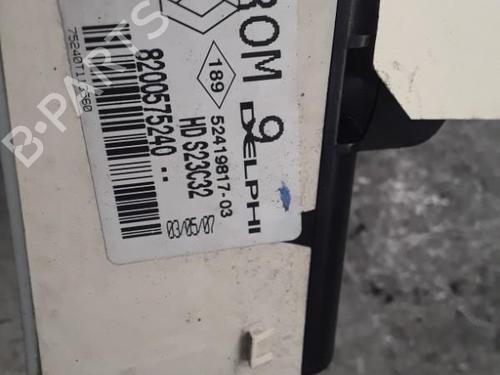 ROM 9
DELPHI
189
52419817-03
HD S23C32
8200575240 ..
03/05/07
B-PARTS